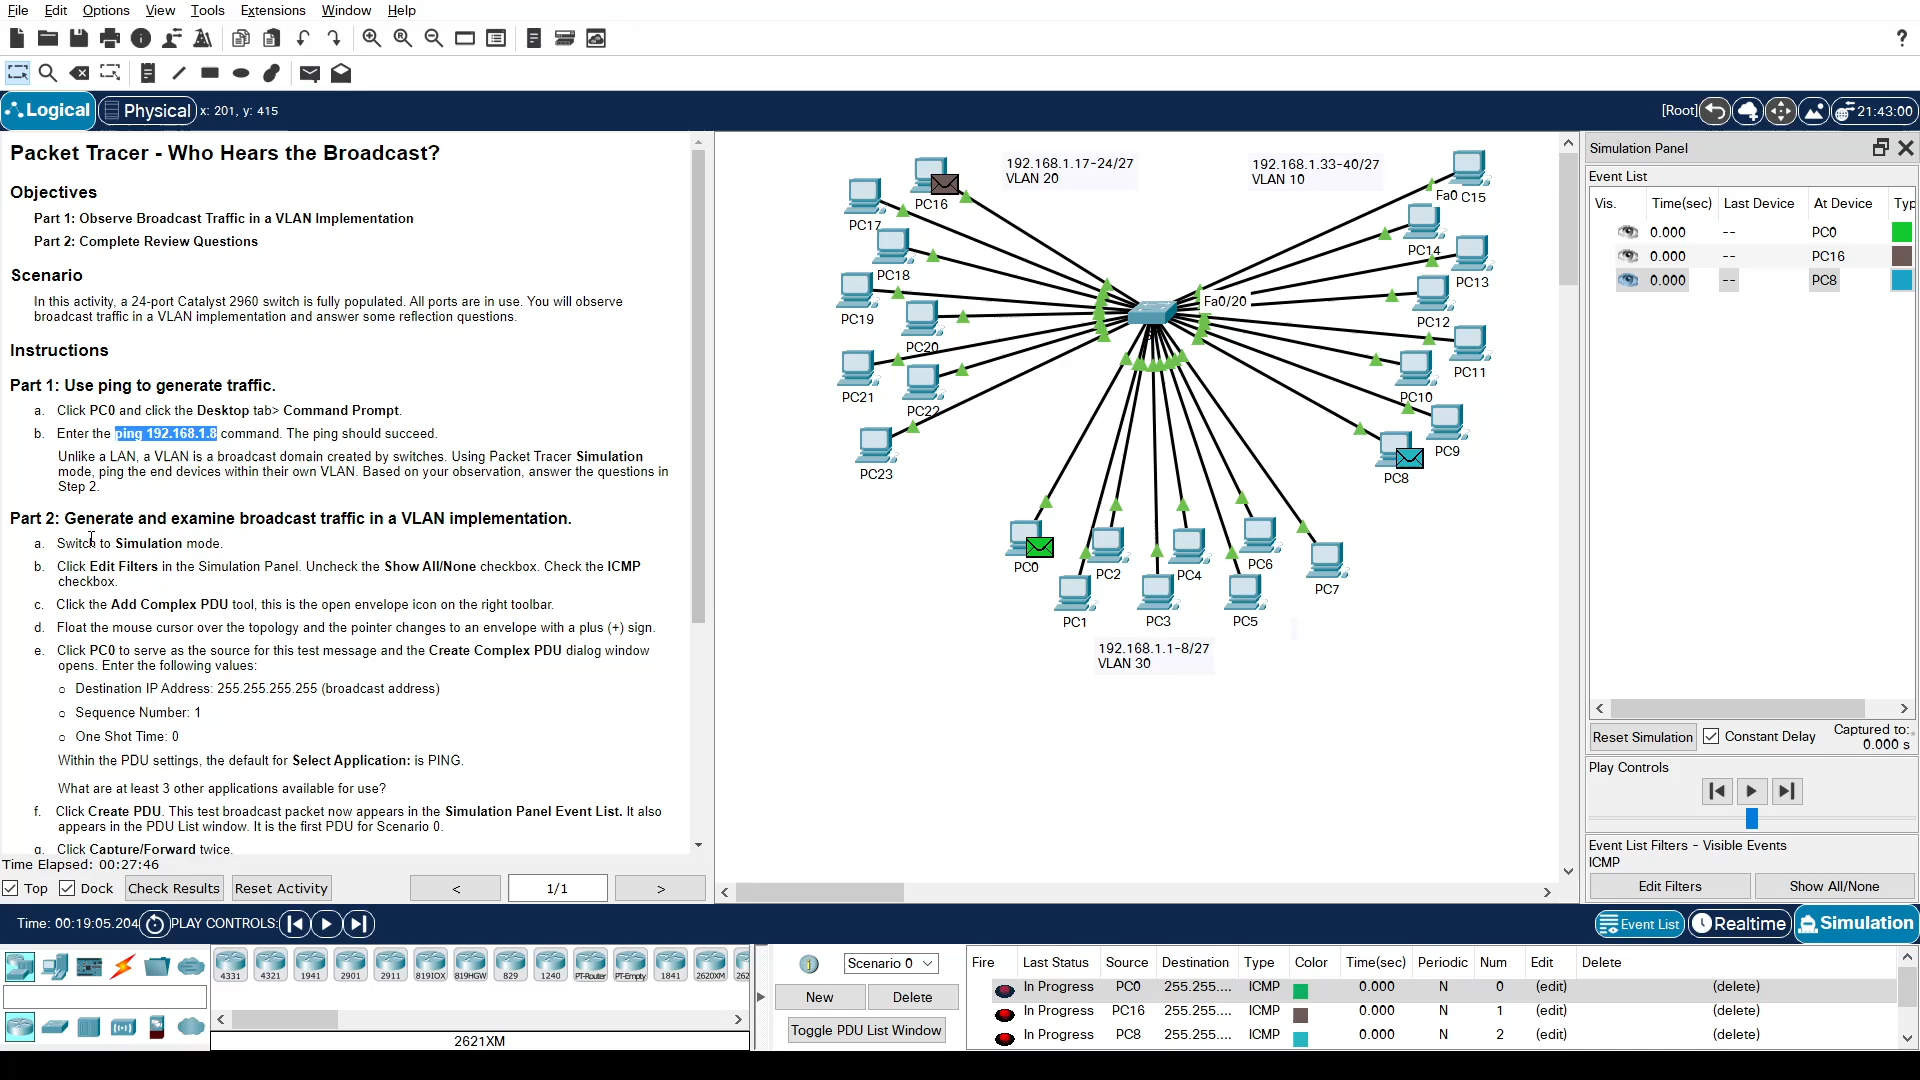 File Edit Options View Tools Extensions Window Help
?
Logical Physical x: 201, y: 415
[Root] 21:43:00
Packet Tracer - Who Hears the Broadcast?
Objectives
Part 1: Observe Broadcast Traffic in a VLAN Implementation
Part 2: Complete Review Questions
Scenario
In this activity, a 24-port Catalyst 2960 switch is fully populated. All ports are in use. You will observe
broadcast traffic in a VLAN implementation and answer some reflection questions.
Instructions
Part 1: Use ping to generate traffic.
a. Click PC0 and click the Desktop tab> Command Prompt.
b. Enter the ping 192.168.1.8 command. The ping should succeed.
Unlike a LAN, a VLAN is a broadcast domain created by switches. Using Packet Tracer Simulation
mode, ping the end devices within their own VLAN. Based on your observation, answer the questions in
Step 2.
Part 2: Generate and examine broadcast traffic in a VLAN implementation.
a. Switch to Simulation mode.
b. Click Edit Filters in the Simulation Panel. Uncheck the Show All/None checkbox. Check the ICMP
checkbox.
c. Click the Add Complex PDU tool, this is the open envelope icon on the right toolbar.
d. Float the mouse cursor over the topology and the pointer changes to an envelope with a plus (+) sign.
e. Click PC0 to serve as the source for this test message and the Create Complex PDU dialog window
opens. Enter the following values:
o Destination IP Address: 255.255.255.255 (broadcast address)
o Sequence Number: 1
o One Shot Time: 0
Within the PDU settings, the default for Select Application: is PING.
What are at least 3 other applications available for use?
f. Click Create PDU. This test broadcast packet now appears in the Simulation Panel Event List. It also
appears in the PDU List window. It is the first PDU for Scenario 0.
g. Click Capture/Forward twice.
Time Elapsed: 00:27:46
Top Dock Check Results Reset Activity < 1/1 >
192.168.1.17-24/27
VLAN 20
192.168.1.33-40/27
VLAN 10
PC16
PC17
PC18
PC19
PC20
PC21
PC22
PC23
Fa0/20
Fa0 C15
PC14
PC13
PC12
PC11
PC10
PC9
PC8
PC0
PC2
PC4
PC6
PC7
PC1
PC3
PC5
192.168.1.1-8/27
VLAN 30
Simulation Panel
Event List
Vis. Time(sec) Last Device At Device Typ
0.000 -- PC0
0.000 -- PC16
0.000 -- PC8
Reset Simulation Constant Delay Captured to:
0.000 s
Play Controls
Event List Filters - Visible Events
ICMP
Edit Filters Show All/None
Time: 00:19:05.204 PLAY CONTROLS:
Event List Realtime Simulation
4331 4321 1941 2901 2911 819IOX 819HGW 829 1240 PT-Router PT-Empty 1841 2620XM 262
2621XM
Scenario 0
New Delete
Toggle PDU List Window
Fire Last Status Source Destination Type Color Time(sec) Periodic Num Edit Delete
In Progress PC0 255.255.... ICMP 0.000 N 0 (edit) (delete)
In Progress PC16 255.255.... ICMP 0.000 N 1 (edit) (delete)
In Progress PC8 255.255.... ICMP 0.000 N 2 (edit) (delete)